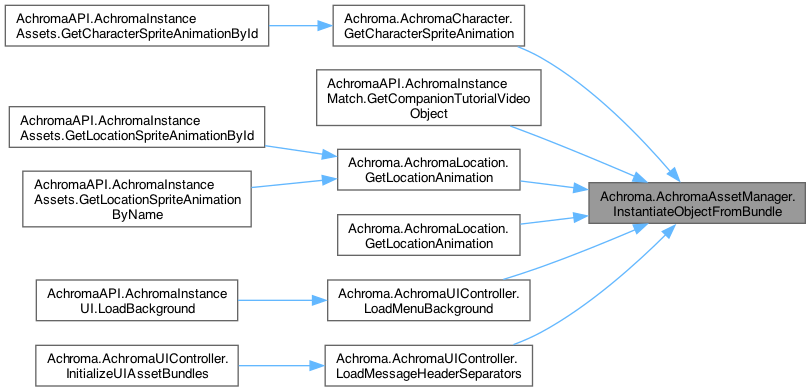 AchromaAPI.AchromaInstance
Assets.GetCharacterSpriteAnimationById
Achroma.AchromaCharacter.
GetCharacterSpriteAnimation
AchromaAPI.AchromaInstance
Match.GetCompanionTutorialVideo
Object
AchromaAPI.AchromaInstance
Assets.GetLocationSpriteAnimationById
Achroma.AchromaLocation.
GetLocationAnimation
AchromaAPI.AchromaInstance
Assets.GetLocationSpriteAnimation
ByName
Achroma.AchromaAssetManager.
InstantiateObjectFromBundle
Achroma.AchromaLocation.
GetLocationAnimation
AchromaAPI.AchromaInstance
UI.LoadBackground
Achroma.AchromaUIController.
LoadMenuBackground
Achroma.AchromaUIController.
InitializeUIAssetBundles
Achroma.AchromaUIController.
LoadMessageHeaderSeparators